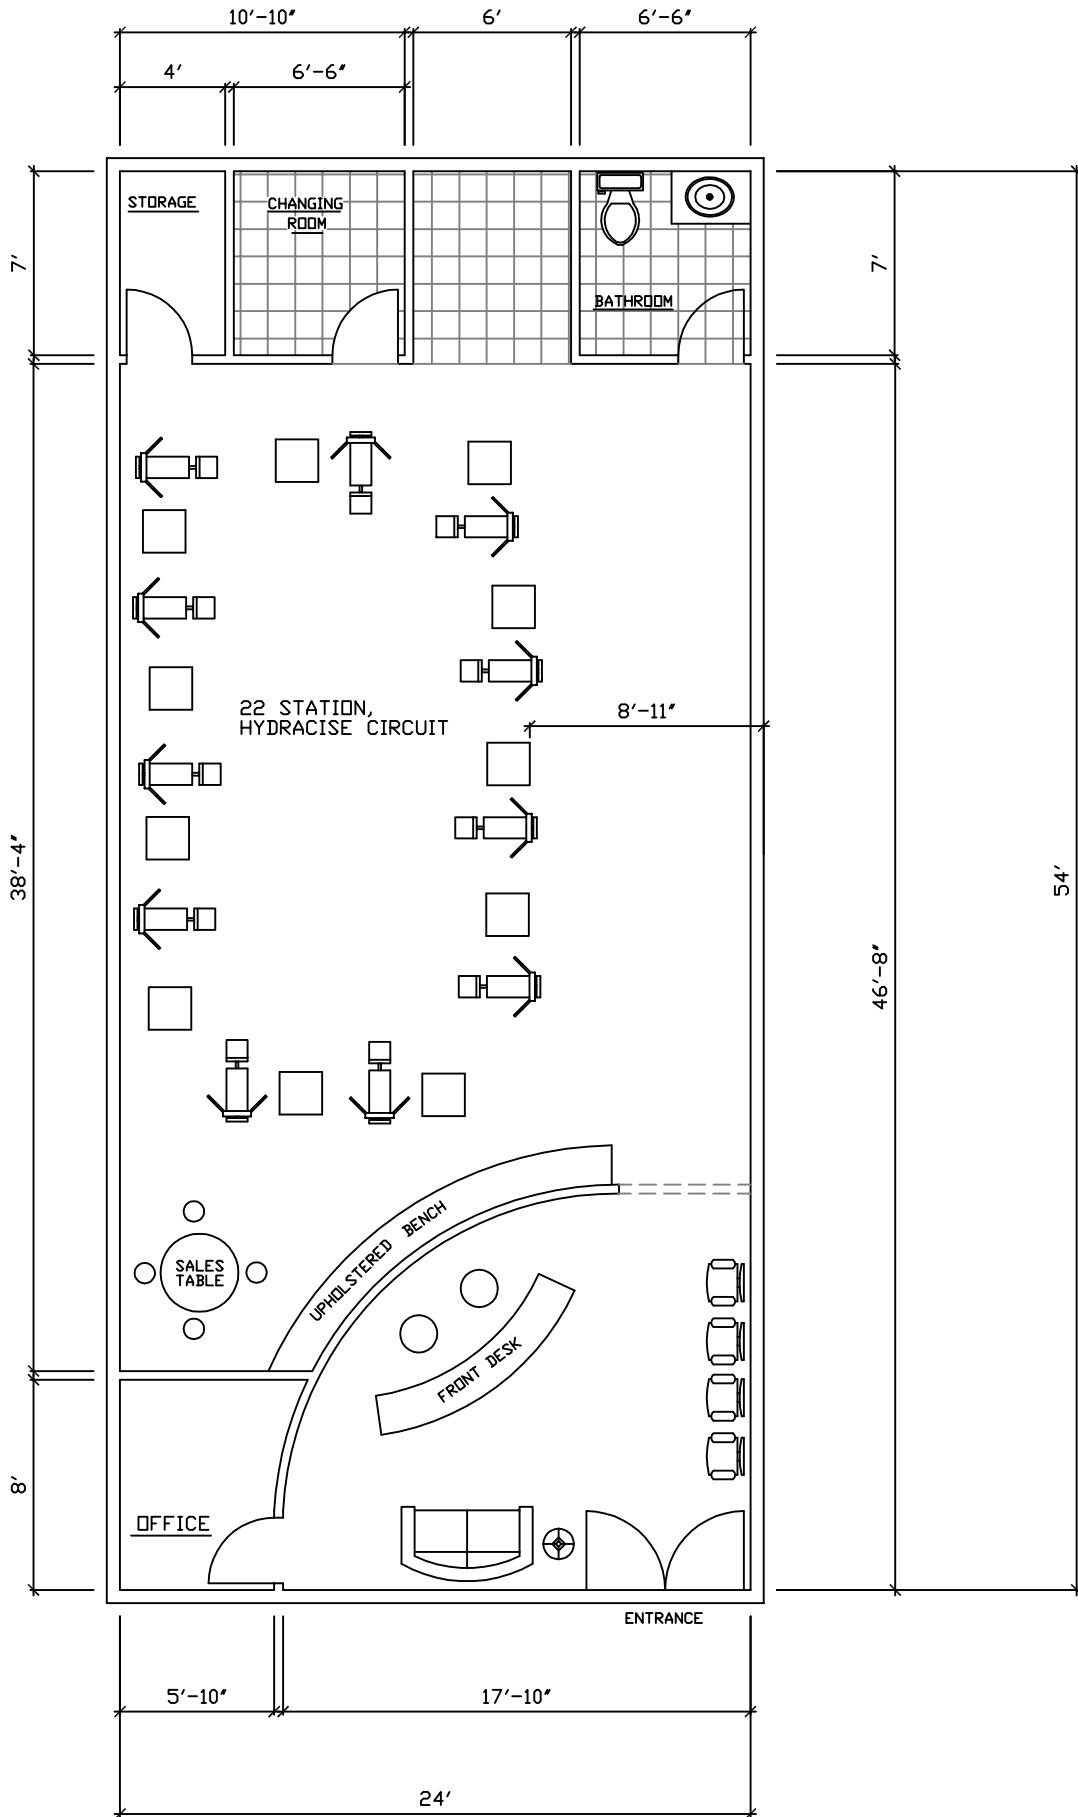 10'-10"
6'
6'-6"
4'
6'-6"
STORAGE
CHANGING
ROOM
7'
7'
BATHROOM
22 STATION,
HYDRACISE CIRCUIT
8'-11"
38'-4"
54'
46'-8"
UPHOLSTERED BENCH
SALES
TABLE
FRONT DESK
8'
OFFICE
ENTRANCE
5'-10"
17'-10"
24'